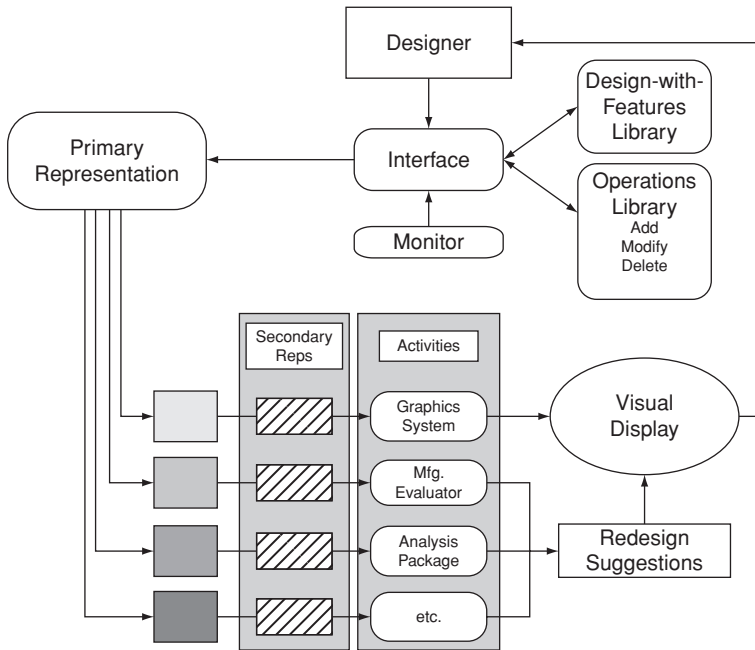 Designer
Design-with-
Features
Library
Primary
Representation
Interface
Operations
Library
Add
Modify
Delete
Monitor
Secondary
Reps
Activities
Graphics
System
Visual
Display
Mfg.
Evaluator
Analysis
Package
Redesign
Suggestions
etc.